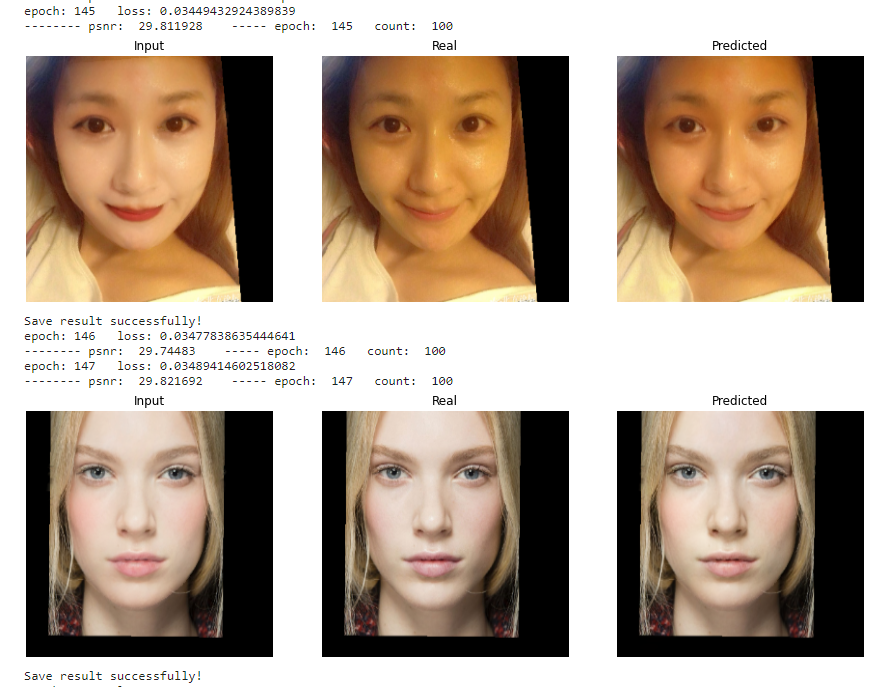 epoch: 145   loss: 0.03449432924389839
-------- psnr:  29.811928    ----- epoch:  145   count:  100
Input Real Predicted
Save result successfully!
epoch: 146   loss: 0.03477838635444641
-------- psnr:  29.74483    ----- epoch:  146   count:  100
epoch: 147   loss: 0.03489414602518082
-------- psnr:  29.821692    ----- epoch:  147   count:  100
Input Real Predicted
Save result successfully!